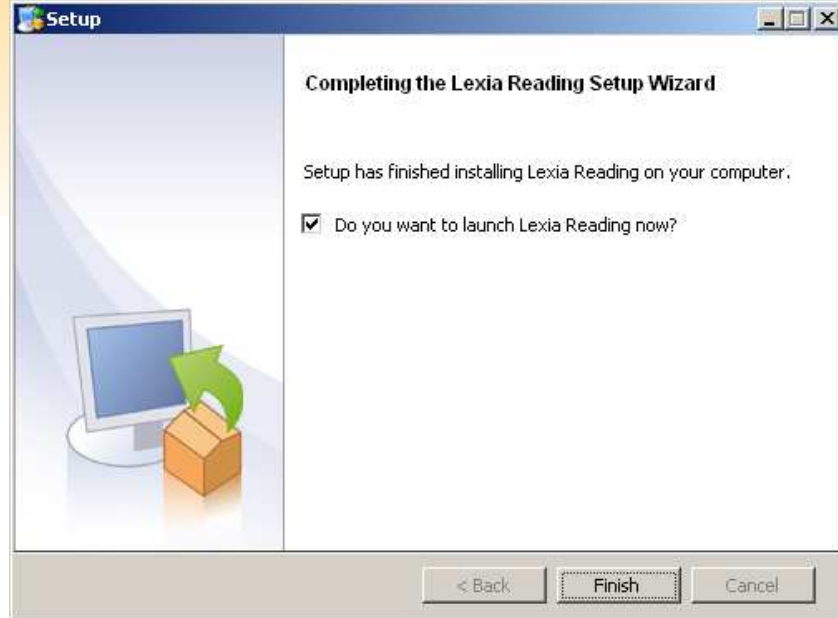 Setup
Completing the Lexia Reading Setup Wizard
Setup has finished installing Lexia Reading on your computer.
Do you want to launch Lexia Reading now?
< Back
Finish
Cancel